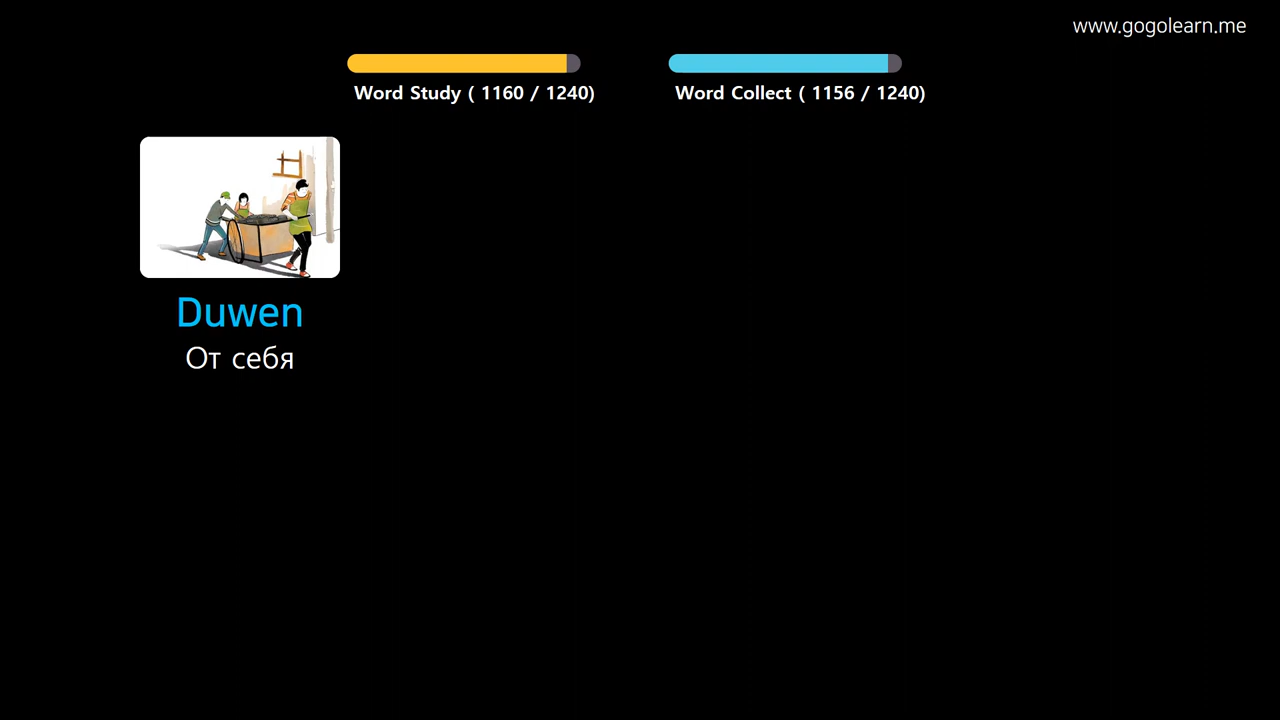 www.gogolearn.me
Word Study ( 1160 / 1240)
Word Collect ( 1156 / 1240)
Duwen
От себя